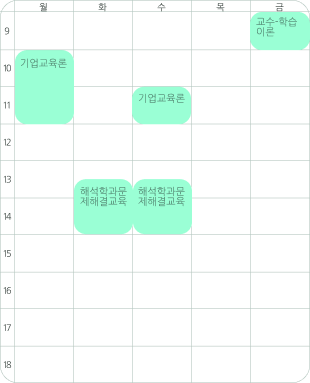 월 화 수 목 금
9
교수-학습
이론
10
기업교육론
11
기업교육론
12
13
해석학과문
제해결교육
해석학과문
제해결교육
14
15
16
17
18